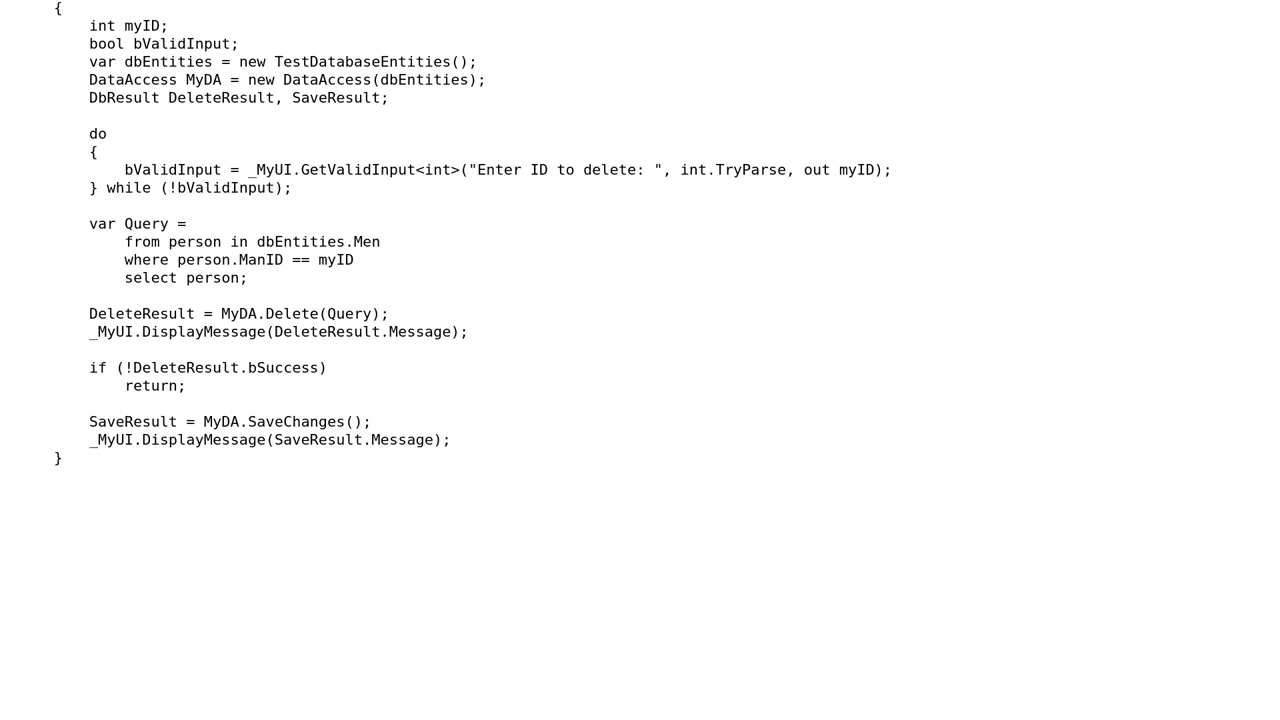 {
    int myID;
    bool bValidInput;
    var dbEntities = new TestDatabaseEntities();
    DataAccess MyDA = new DataAccess(dbEntities);
    DbResult DeleteResult, SaveResult;

    do
    {
        bValidInput = _MyUI.GetValidInput<int>("Enter ID to delete: ", int.TryParse, out myID);
    } while (!bValidInput);

    var Query =
        from person in dbEntities.Men
        where person.ManID == myID
        select person;

    DeleteResult = MyDA.Delete(Query);
    _MyUI.DisplayMessage(DeleteResult.Message);

    if (!DeleteResult.bSuccess)
        return;

    SaveResult = MyDA.SaveChanges();
    _MyUI.DisplayMessage(SaveResult.Message);
}